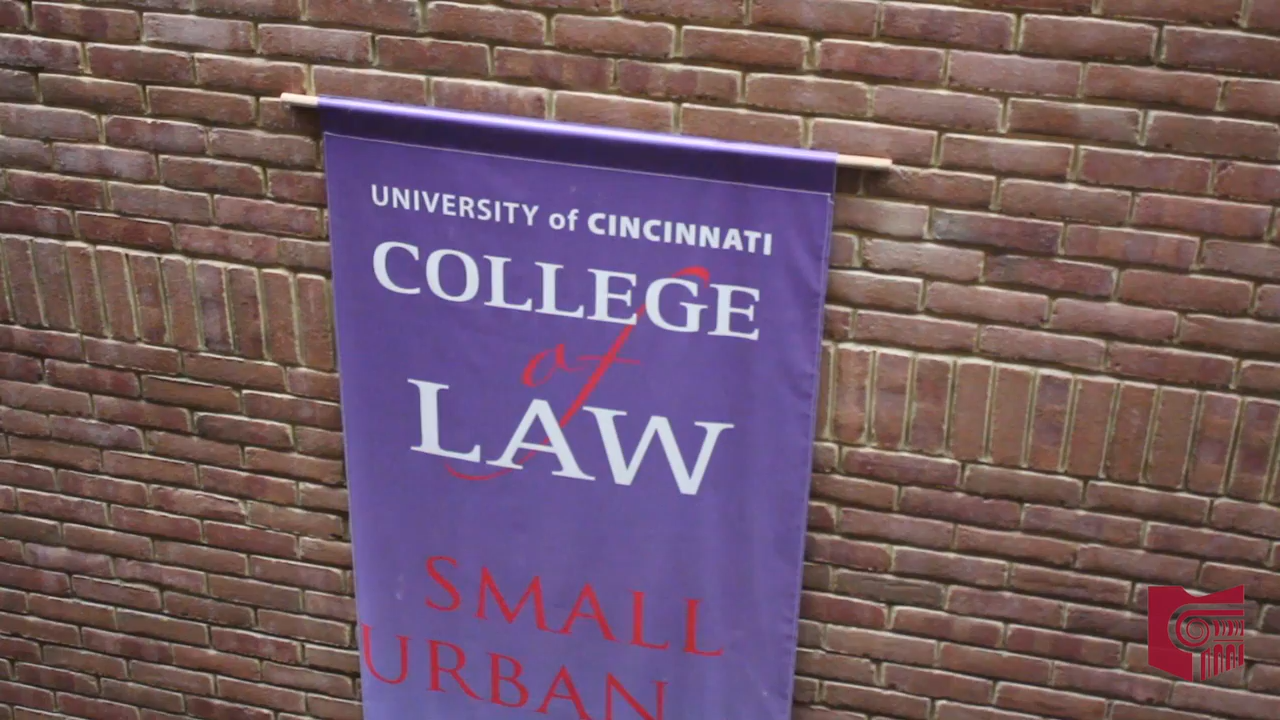 UNIVERSITY of CINCINNATI
COLLEGE
of
LAW
SMALL
URBAN